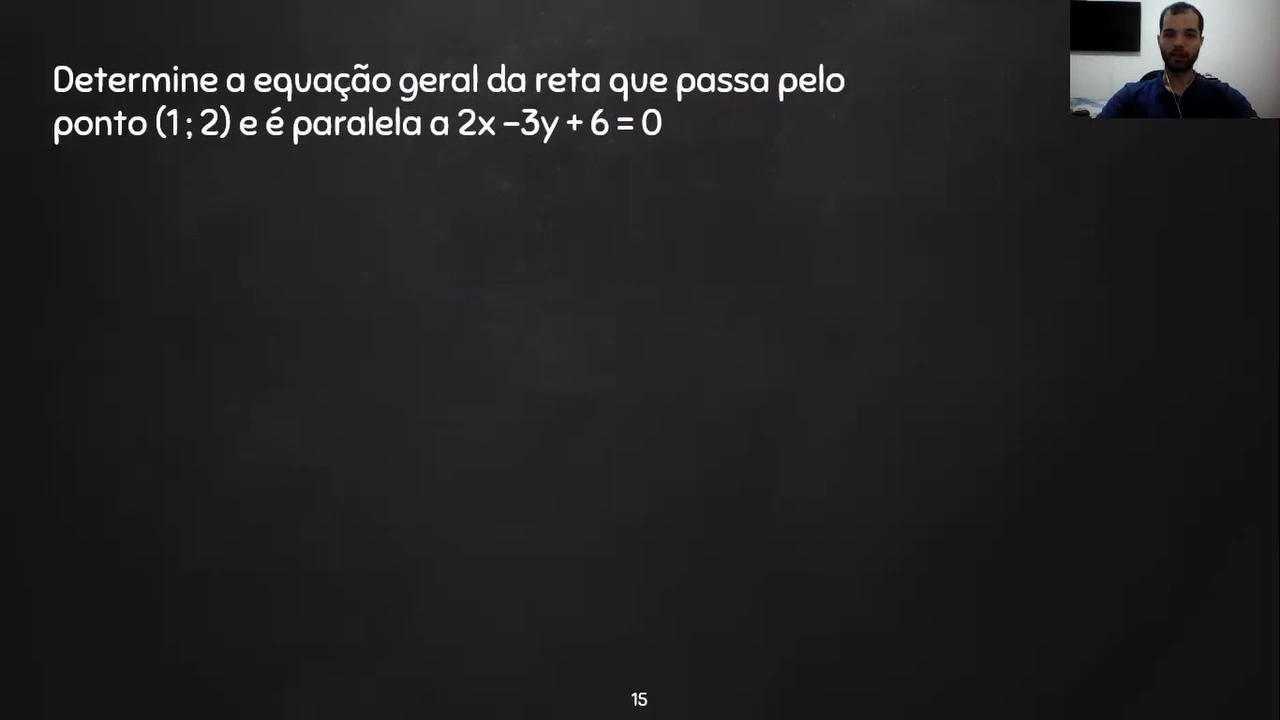 Determine a equação geral da reta que passa pelo
ponto (1 ; 2) e é paralela a 2x -3y + 6 = 0
15